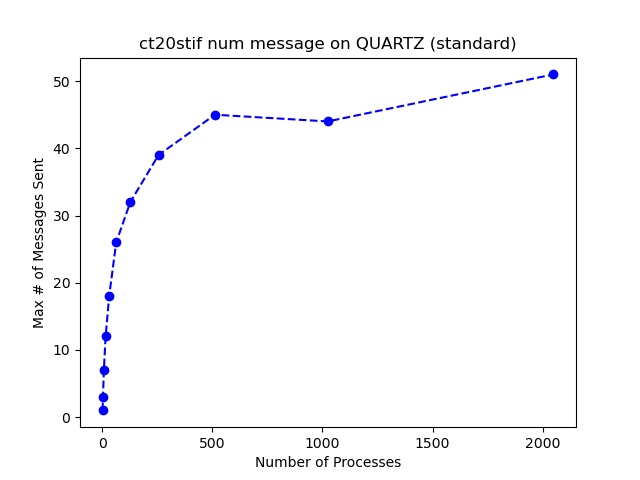 ct20stif num message on QUARTZ (standard)
50
40
30
20
10
0
Max # of Messages Sent
0 500 1000 1500 2000
Number of Processes